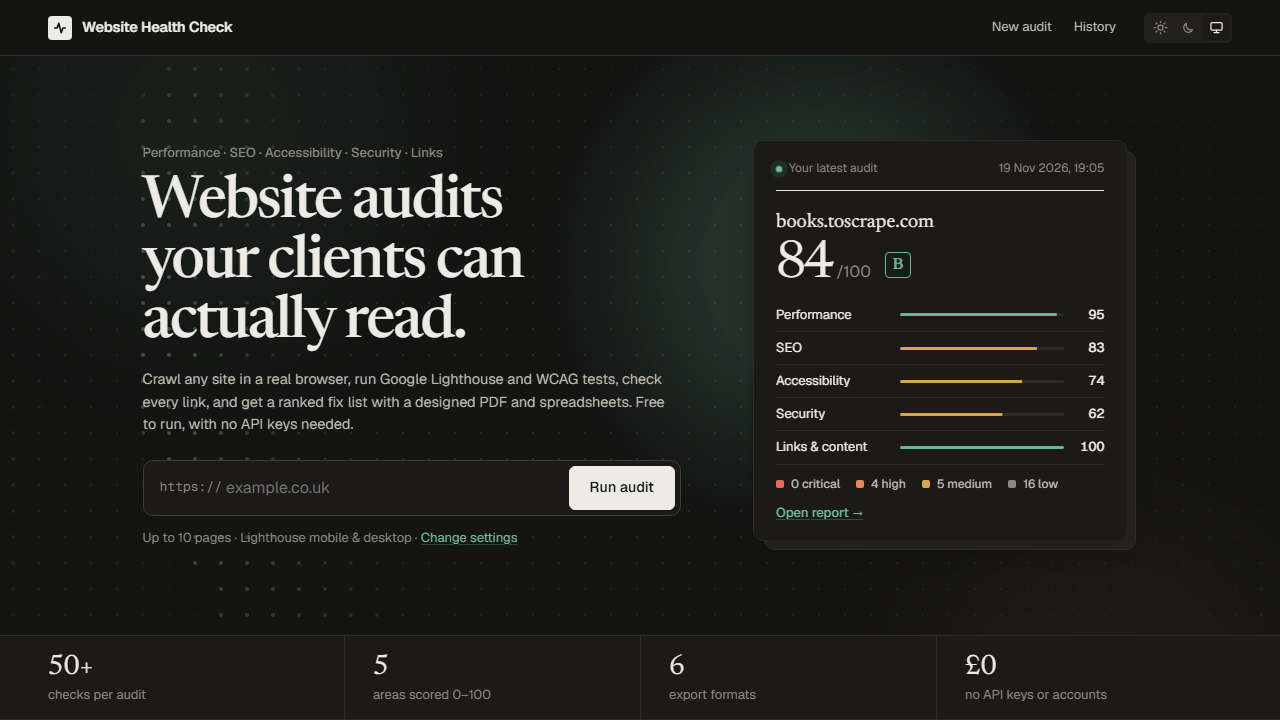 Website Health Check
New audit
History
Performance · SEO · Accessibility · Security · Links
Website audits
your clients can
actually read.
Crawl any site in a real browser, run Google Lighthouse and WCAG tests, check
every link, and get a ranked fix list with a designed PDF and spreadsheets. Free
to run, with no API keys needed.
https:// example.co.uk
Run audit
Up to 10 pages · Lighthouse mobile & desktop · Change settings
Your latest audit
19 Nov 2026, 19:05
books.toscrape.com
84 /100 B
Performance 95
SEO 83
Accessibility 74
Security 62
Links & content 100
0 critical 4 high 5 medium 16 low
Open report →
50+
checks per audit
5
areas scored 0–100
6
export formats
£0
no API keys or accounts